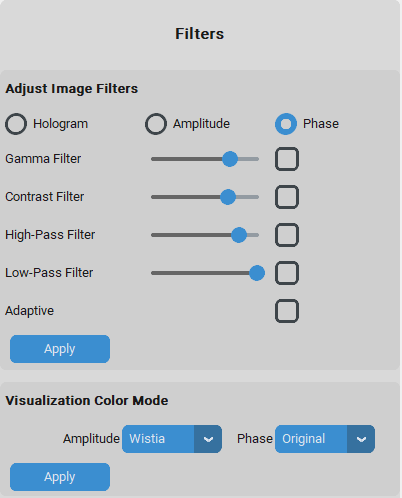 Filters
Adjust Image Filters
Hologram Amplitude Phase
Gamma Filter
Contrast Filter
High-Pass Filter
Low-Pass Filter
Adaptive
Apply
Visualization Color Mode
Amplitude Wistia Phase Original
Apply